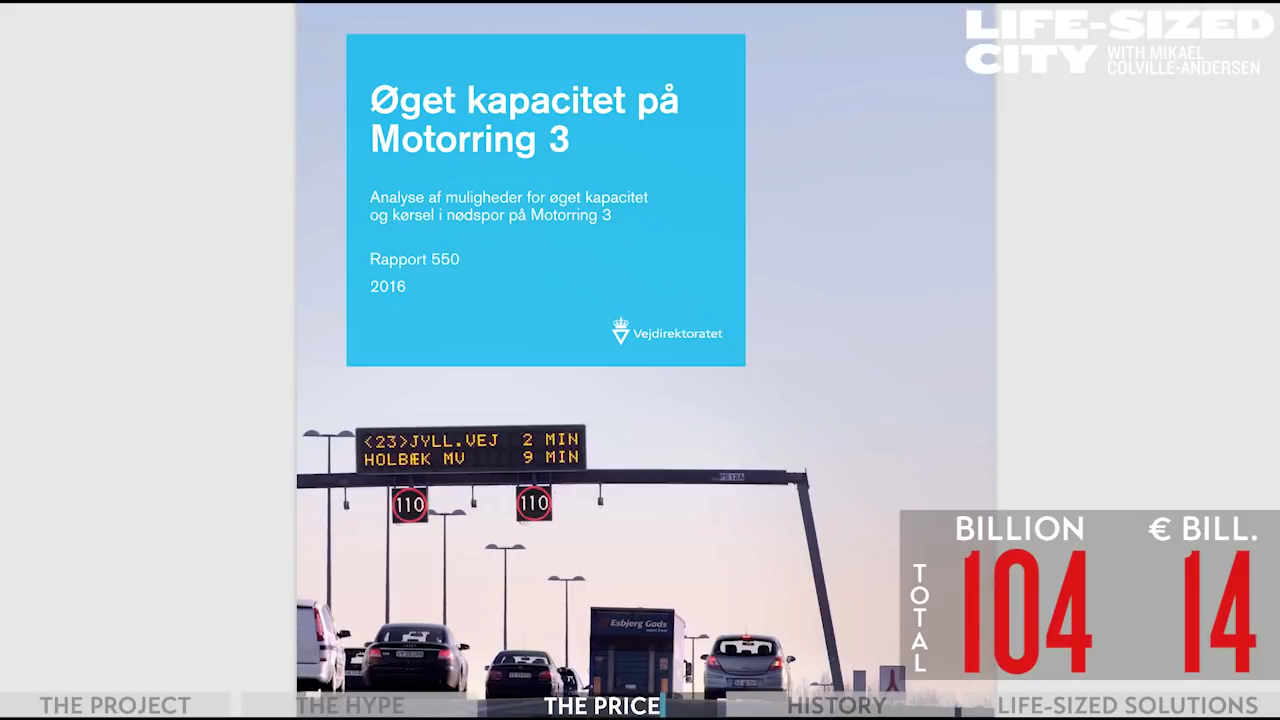 LIFE-SIZED
CITY WITH MIKAEL
COLVILLE-ANDERSEN
Øget kapacitet på
Motorring 3
Analyse af muligheder for øget kapacitet
og kørsel i nødspor på Motorring 3
Rapport 550
2016
Vejdirektoratet
<23>JYLL.VEJ 2 MIN
HOLBÆK MV 9 MIN
110 110
Esbjerg Gods
BILLION € BILL.
TOTAL 104 14
THE PROJECT THE HYPE THE PRICE HISTORY LIFE-SIZED SOLUTIONS